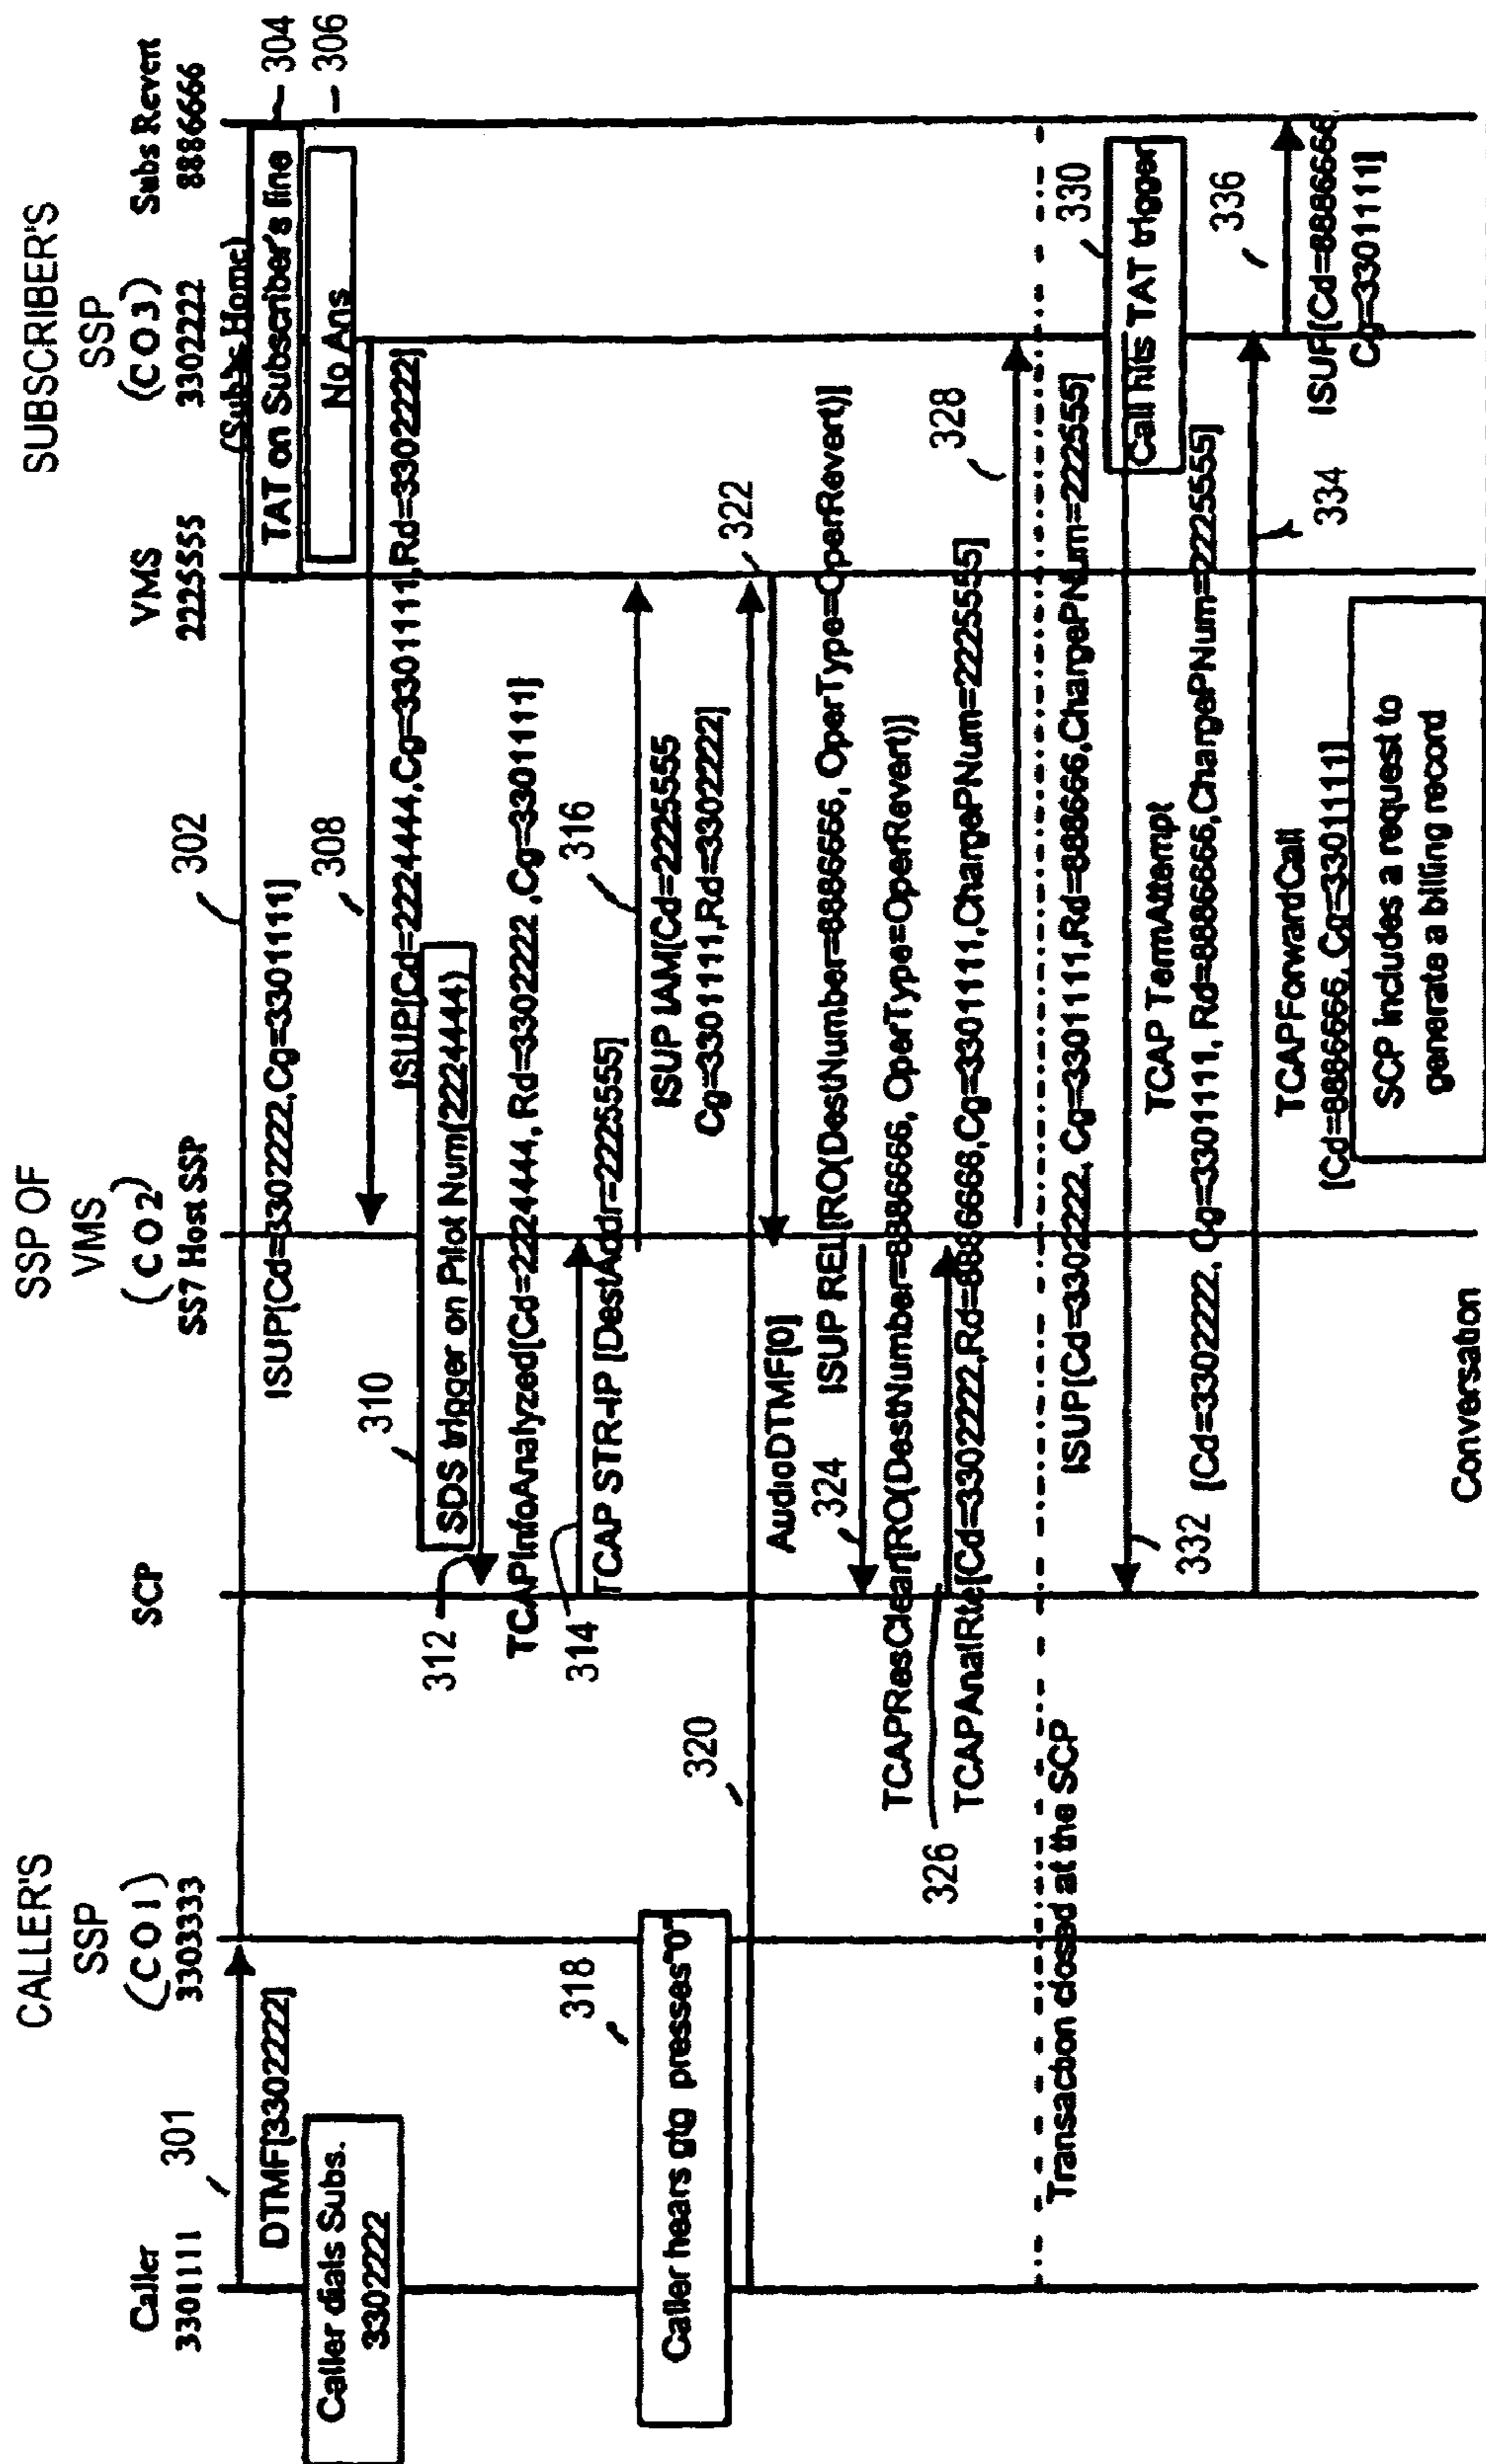 CALLER'S
SSP
(CO1)
3303333
Caller
3301111
SCP
SSP OF
VMS
(CO2)
SS7 Host SSP
VMS
2225555
SUBSCRIBER'S
SSP
(CO3)
3302222
(Subs Home)
Subs Revert
8886666
301
DTMF[3302222]
Caller dials Subs.
3302222
302
ISUP[Cd=3302222,Cg=3301111]
TAT on Subscriber's line
304
No Ans
306
308
ISUP[Cd=2224444,Cg=3301111,Rd=3302222]
310
SDS trigger on Pilot Num(2224444)
312
TCAPInfoAnalyzed[Cd=2224444, Rd=3302222 ,Cg=3301111]
314
TCAP STR-IP [DestAddr=2225555]
316
ISUP IAM[Cd=2225555
Cg=3301111,Rd=3302222]
318
Caller hears gtg presses"0"
320
AudioDTMF[0]
322
ISUP REL[RO(DestNumber=8886666, OperType=OperRevert)]
324
TCAPResClear[RO(DestNumber=8886666, OperType=OperRevert)]
326
TCAPAnalRte[Cd=3302222,Rd=8886666,Cg=3301111,ChargePNum=2225555]
328
ISUP[Cd=3302222, Cg=3301111,Rd=888666,ChargePNum=222555]
Transaction closed at the SCP
330
Call hits TAT trigger
332
TCAP TermAttempt
[Cd=3302222, Cg=3301111, Rd=8886666,ChargePNum=2225555]
334
TCAPForwardCall
[Cd=8886666, Cg=3301111]
336
ISUP[Cd=8886666
Cg=3301111]
SCP includes a request to
generate a billing record
Conversation